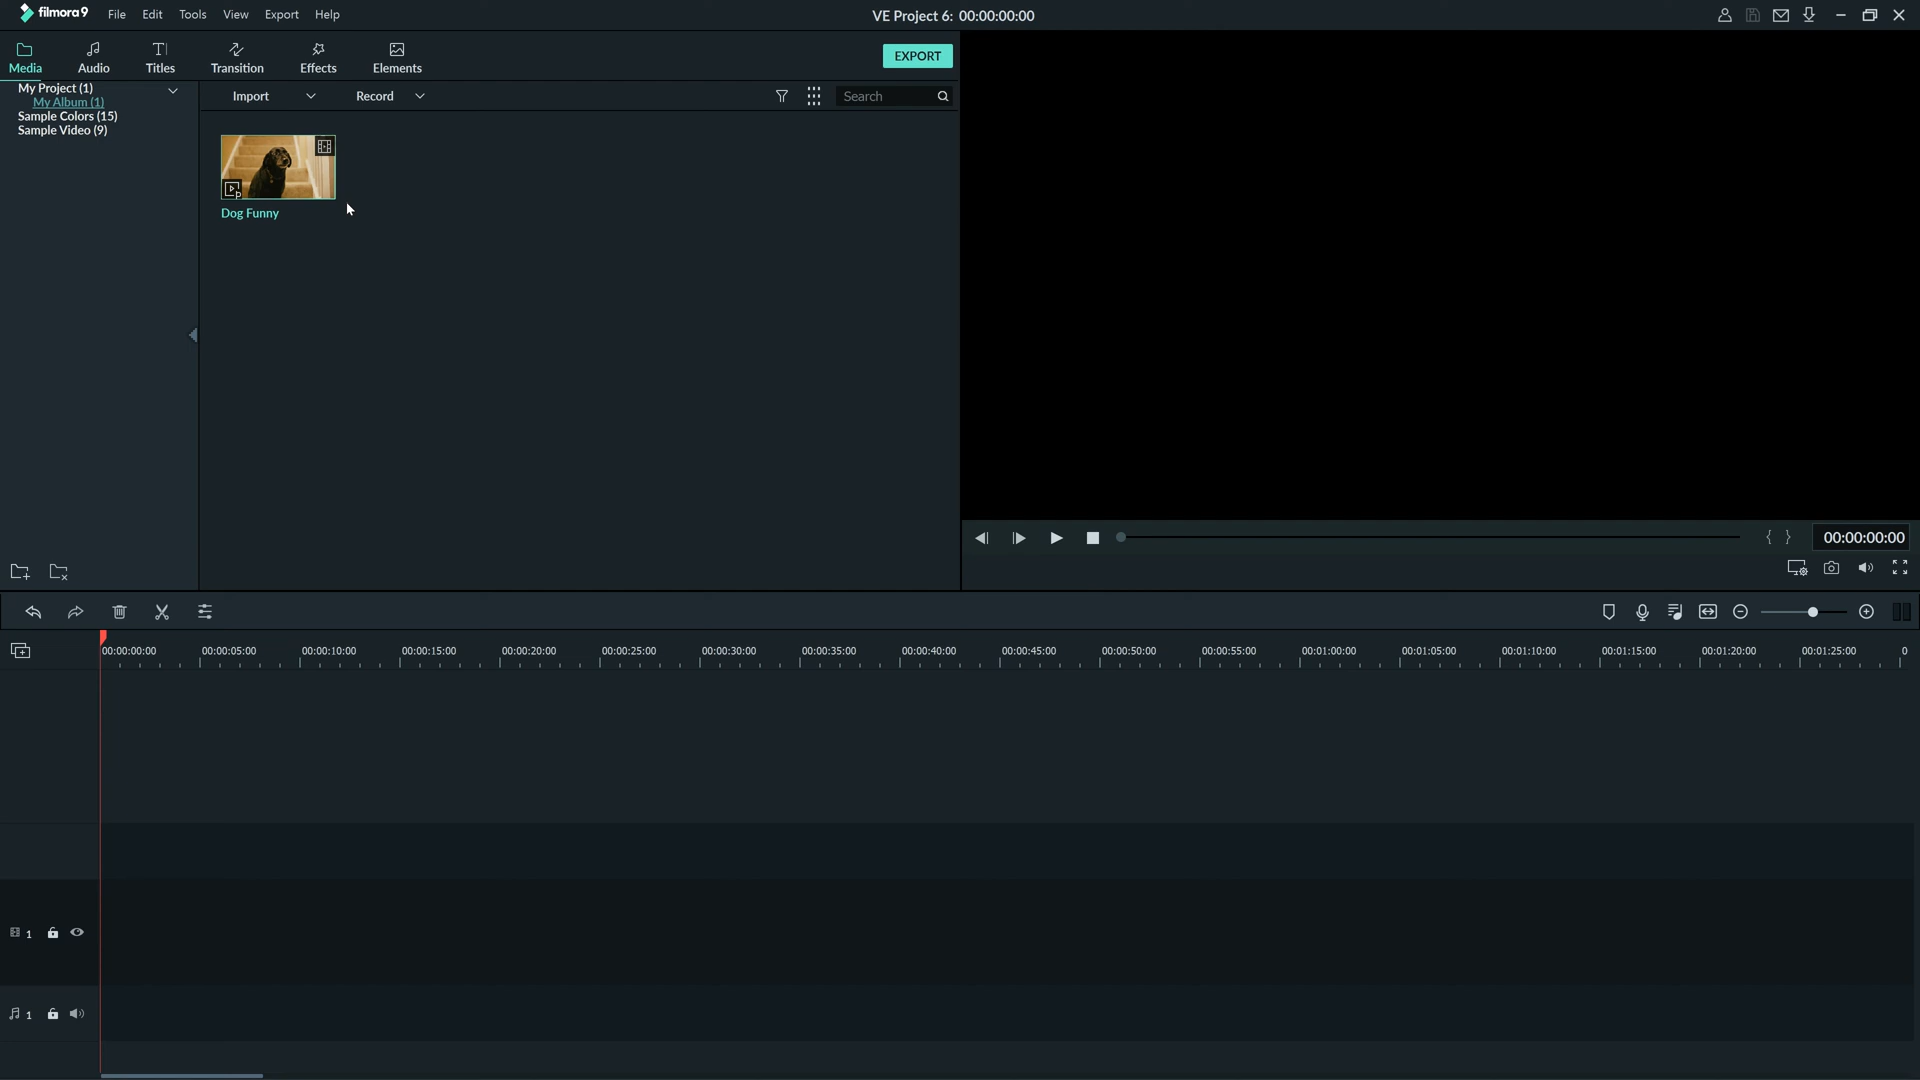 filmora9 File Edit Tools View Export Help VE Project 6: 00:00:00:00
Media Audio Titles Transition Effects Elements EXPORT
My Project (1)
My Album (1)
Sample Colors (15)
Sample Video (9)
Import Record Search
Dog Funny
{ } 00:00:00:00
00:00:00:00 00:00:05:00 00:00:10:00 00:00:15:00 00:00:20:00 00:00:25:00 00:00:30:00 00:00:35:00 00:00:40:00 00:00:45:00 00:00:50:00 00:00:55:00 00:01:00:00 00:01:05:00 00:01:10:00 00:01:15:00 00:01:20:00 00:01:25:00 0
1
1